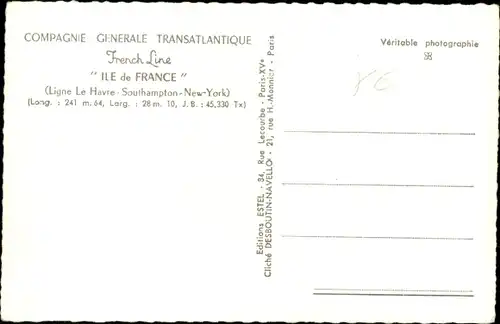 COMPAGNIE GENERALE TRANSATLANTIQUE
French Line
" ILE de FRANCE "
(Ligne Le Havre-Southampton-New-York)
(Long. : 241 m. 64, Larg. : 28 m. 10, J. B. : 45,330 Tx)
Editions ESTEL - 94, Rue Lecourbe - Paris-XVe
Cliché DESBOUTIN-NAVELLO - 21, rue H.-Monnier - Paris
Véritable photographie